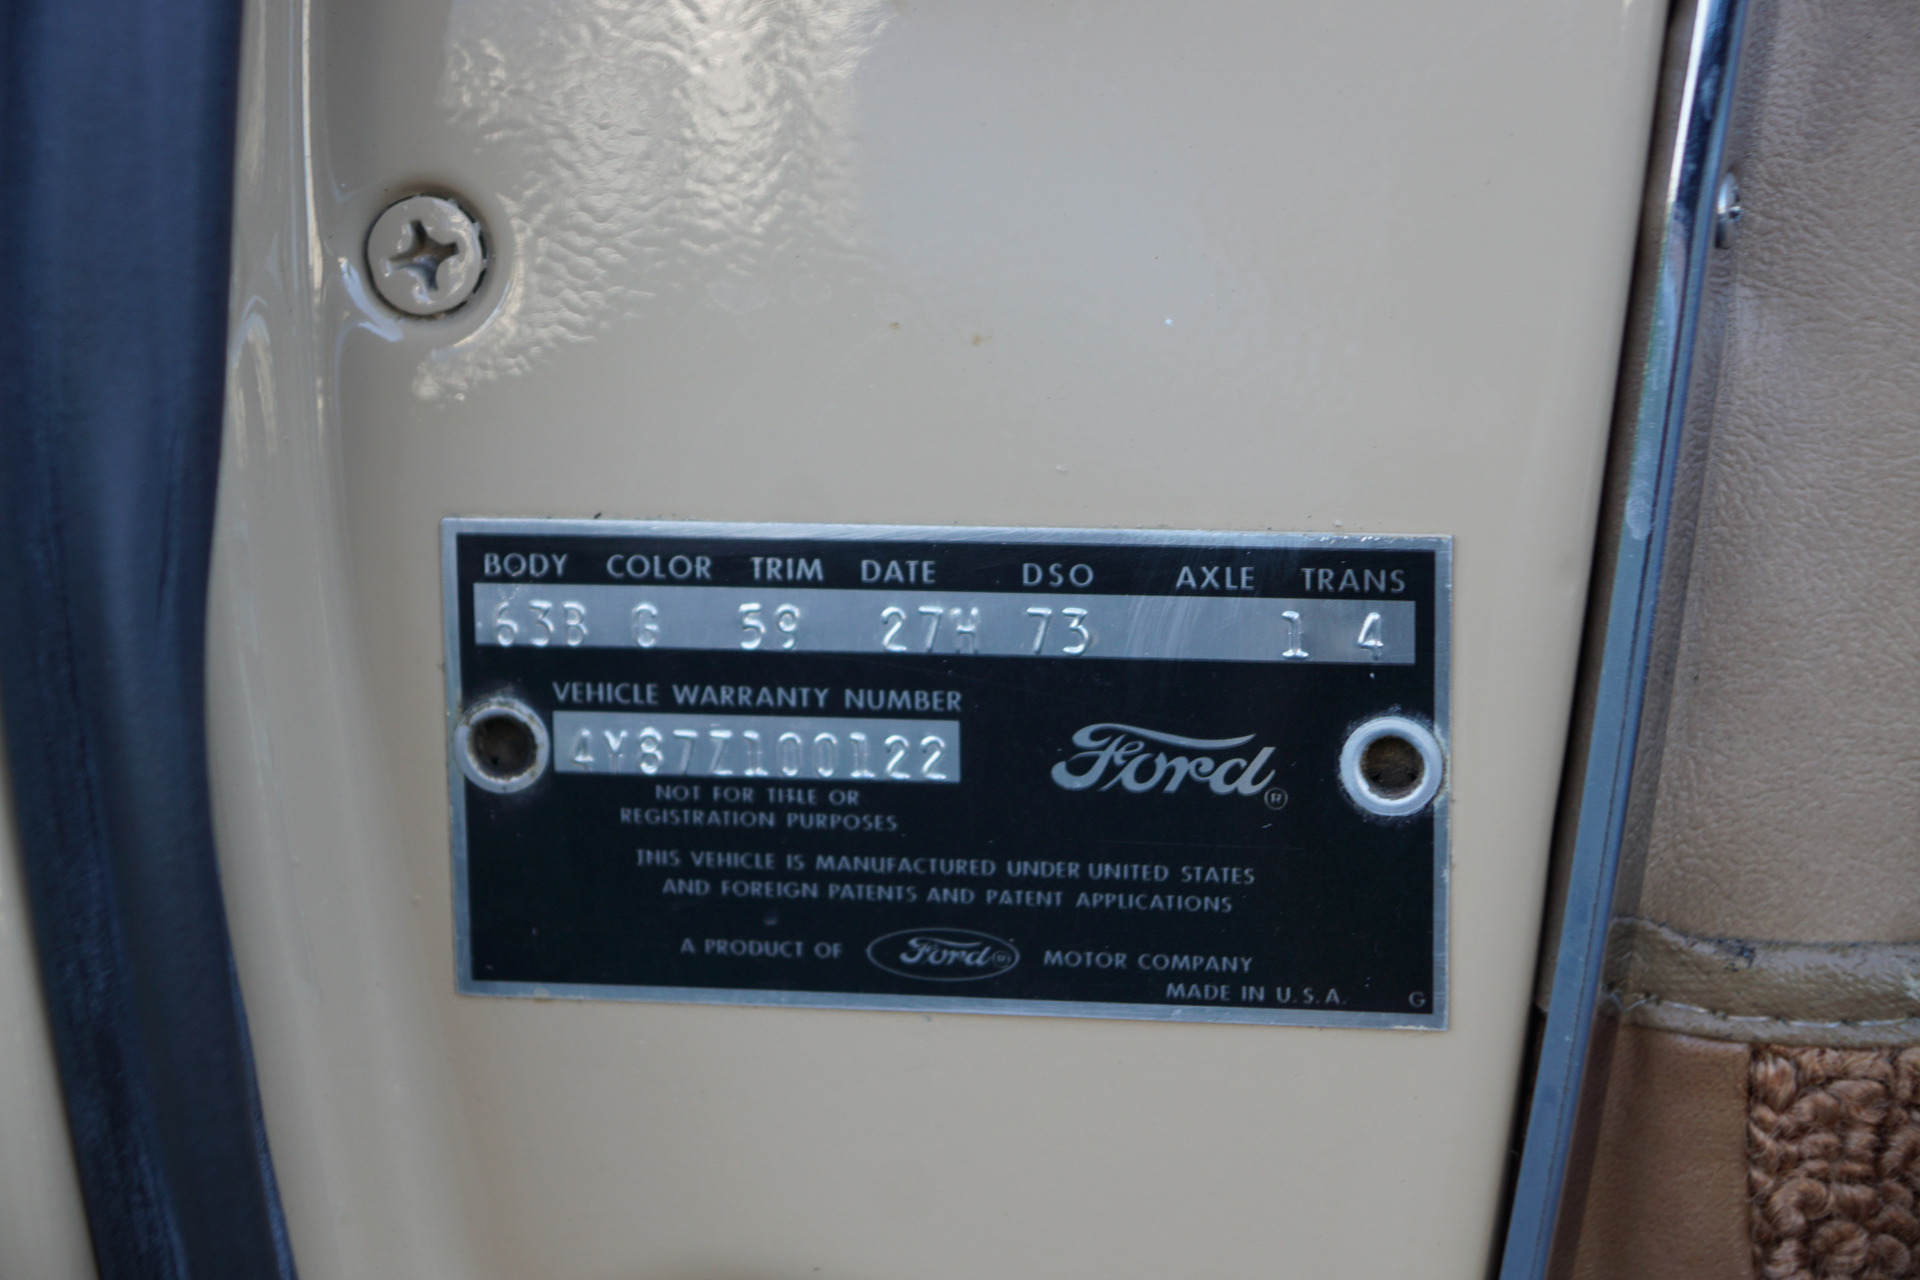 BODY COLOR TRIM DATE DSO AXLE TRANS
63B G 59 27H 73 1 4
VEHICLE WARRANTY NUMBER
4Y87Z100122
Ford ®
NOT FOR TITLE OR
REGISTRATION PURPOSES
THIS VEHICLE IS MANUFACTURED UNDER UNITED STATES
AND FOREIGN PATENTS AND PATENT APPLICATIONS
A PRODUCT OF Ford ® MOTOR COMPANY
MADE IN U.S.A. G